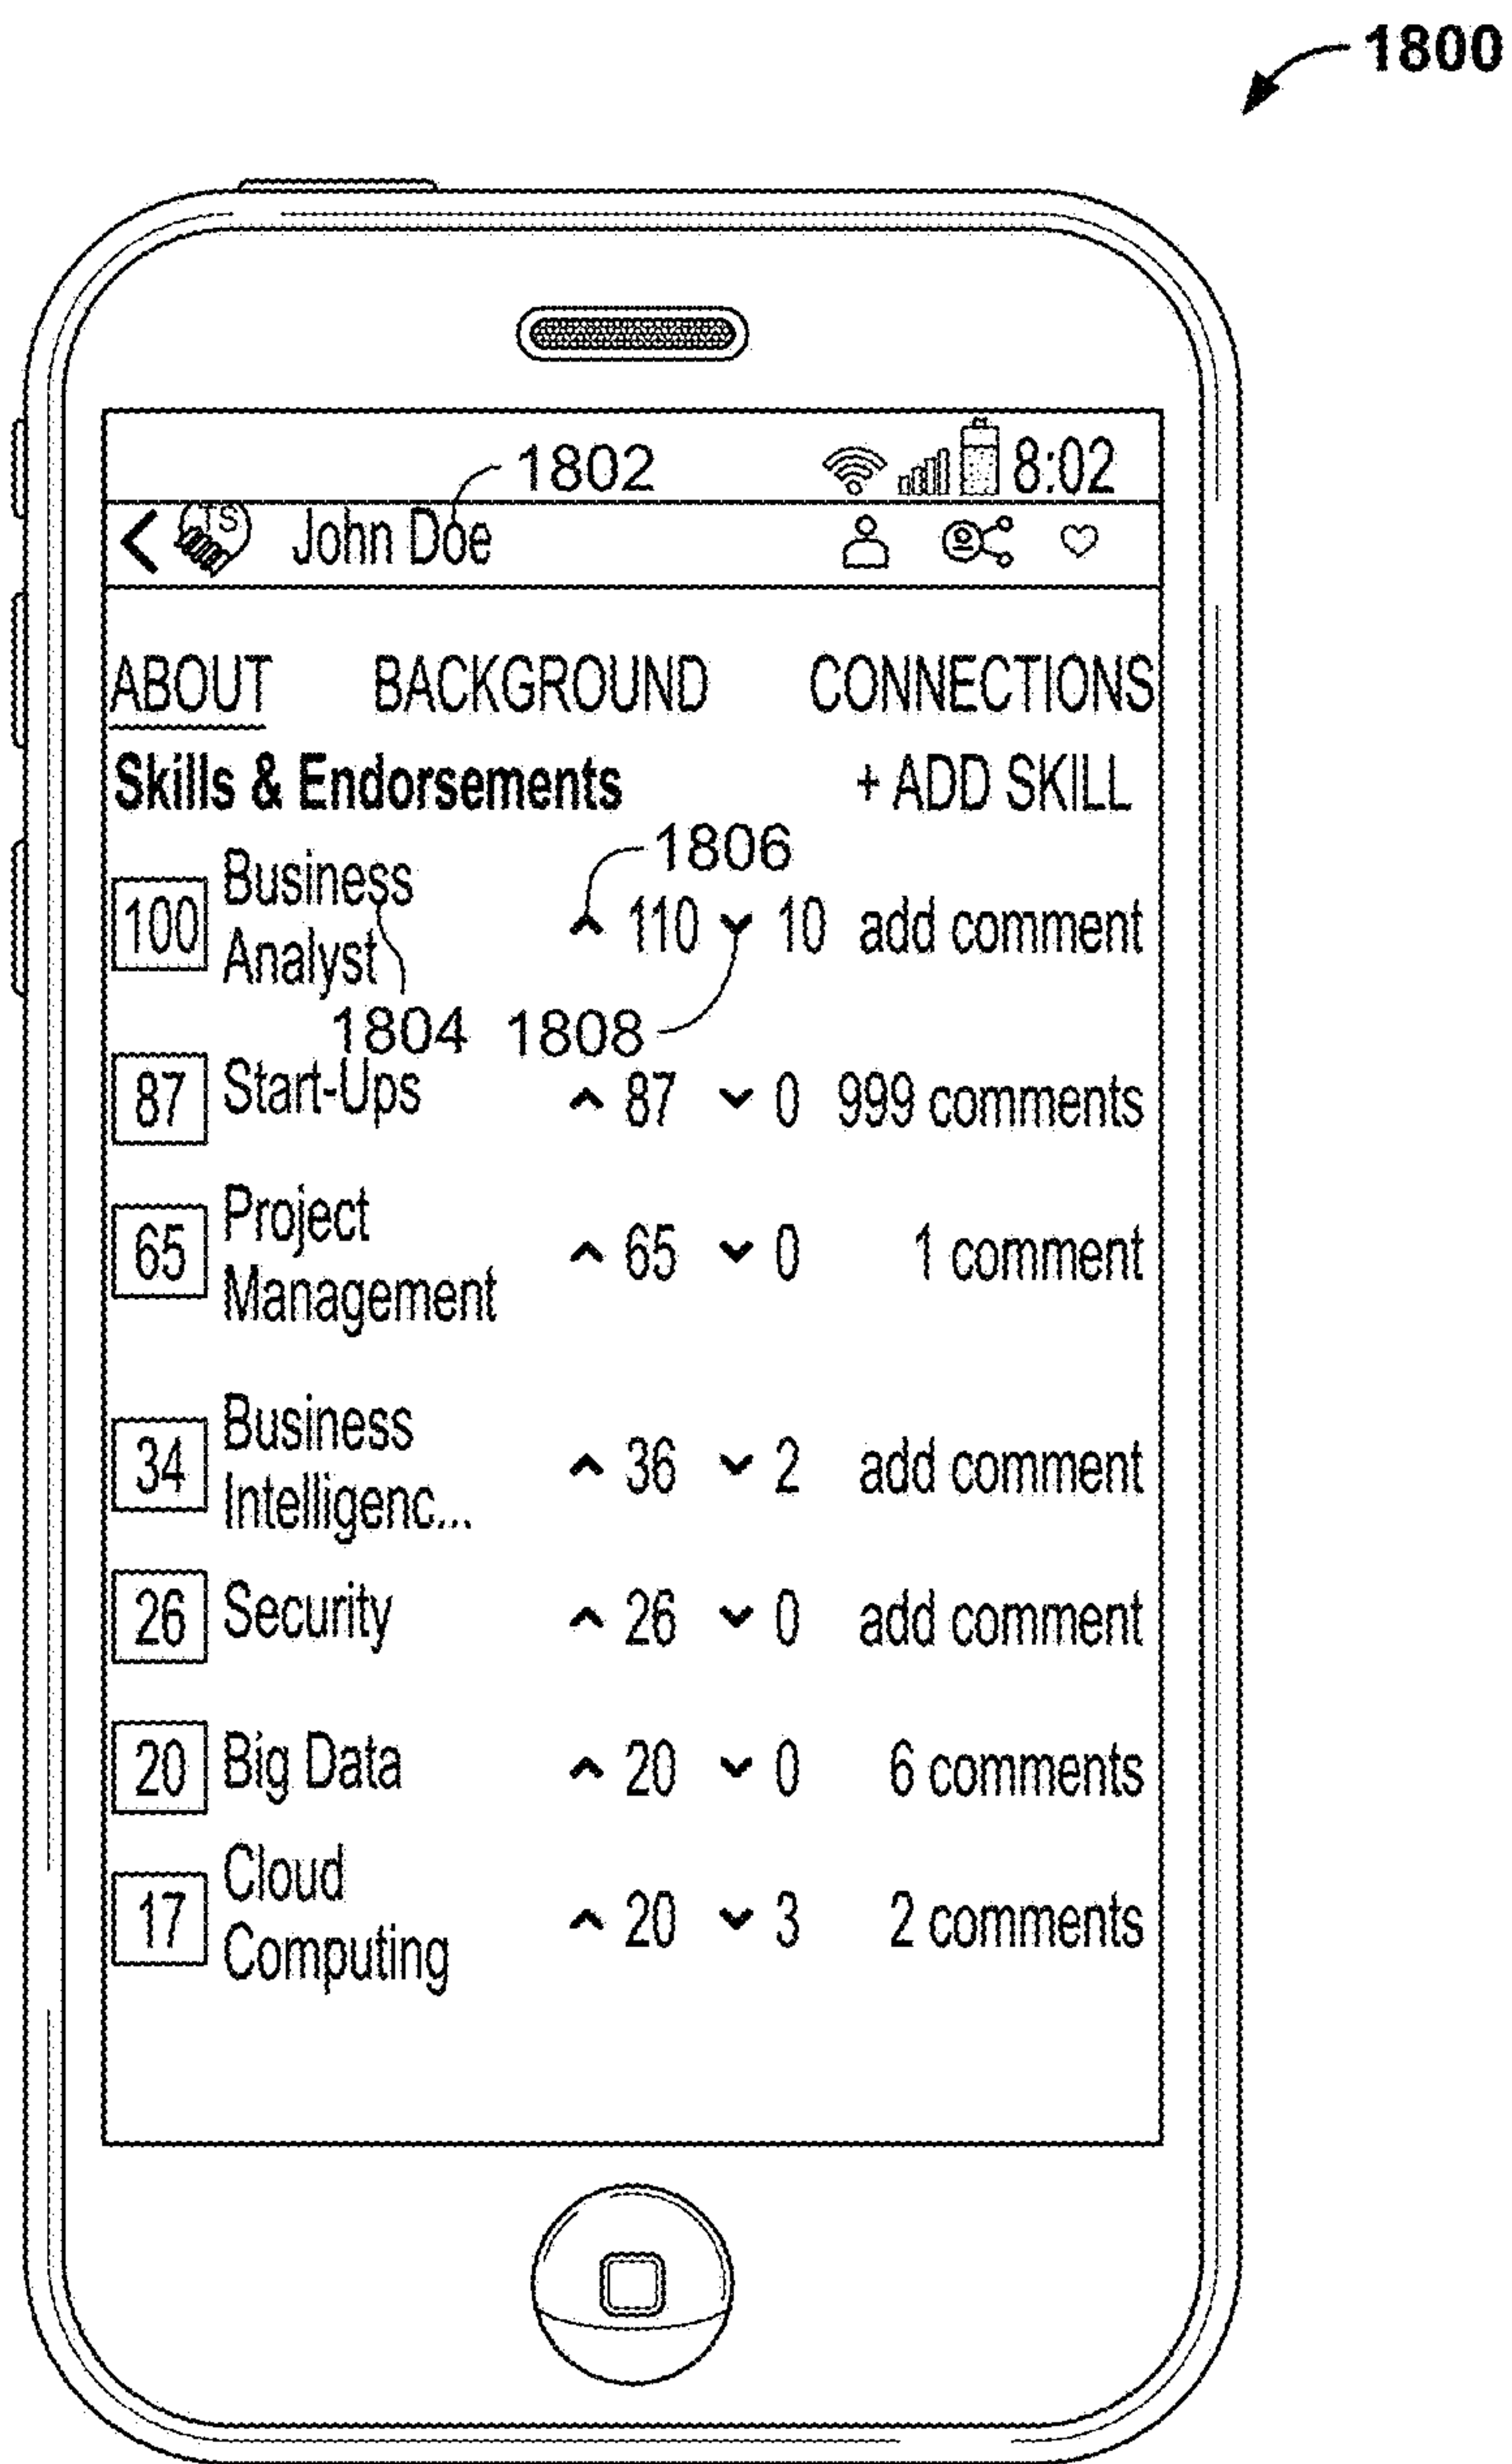 1800
1802
8:02
TS
John Doe
ABOUT BACKGROUND CONNECTIONS
Skills & Endorsements + ADD SKILL
1806
100 Business Analyst 110 10 add comment
1804 1808
87 Start-Ups 87 0 999 comments
65 Project Management 65 0 1 comment
34 Business Intelligenc... 36 2 add comment
26 Security 26 0 add comment
20 Big Data 20 0 6 comments
17 Cloud Computing 20 3 2 comments